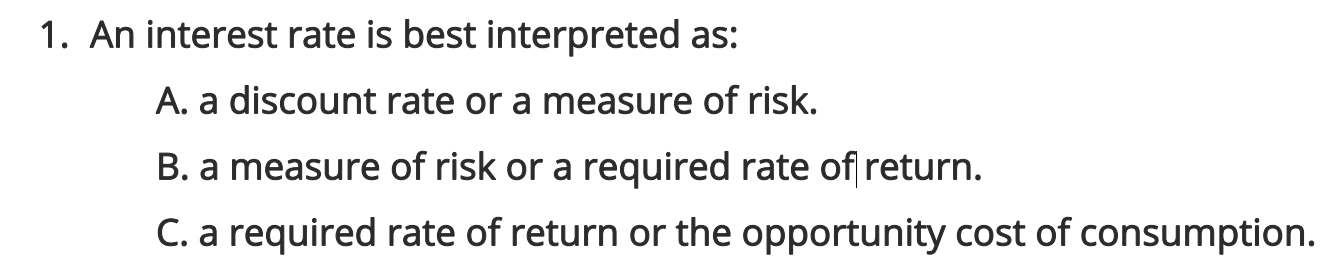 1. An interest rate is best interpreted as:
A. a discount rate or a measure of risk.
B. a measure of risk or a required rate of return.
C. a required rate of return or the opportunity cost of consumption.